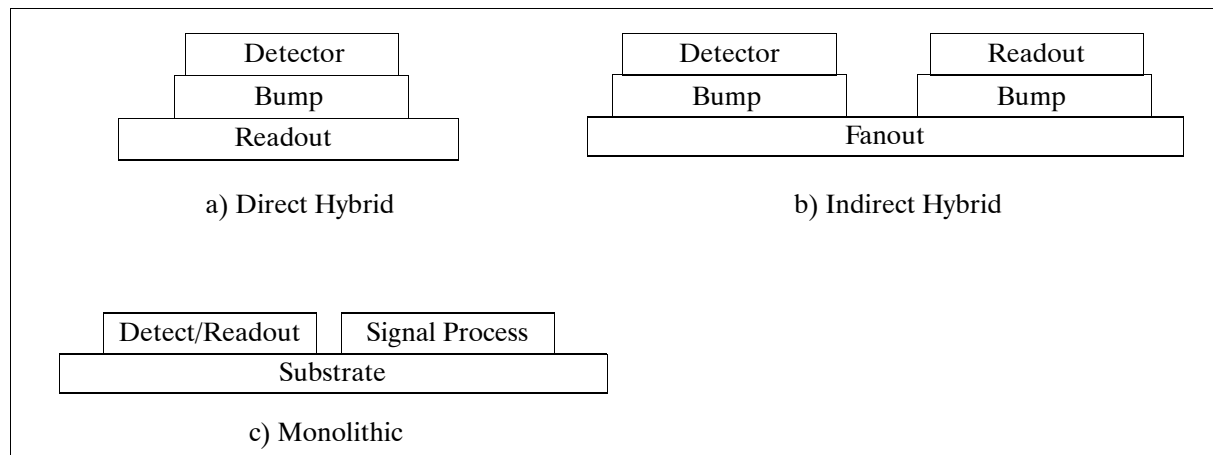 Detector
Bump
Readout
a) Direct Hybrid
Detector
Readout
Bump
Bump
Fanout
b) Indirect Hybrid
Detect/Readout
Signal Process
Substrate
c) Monolithic